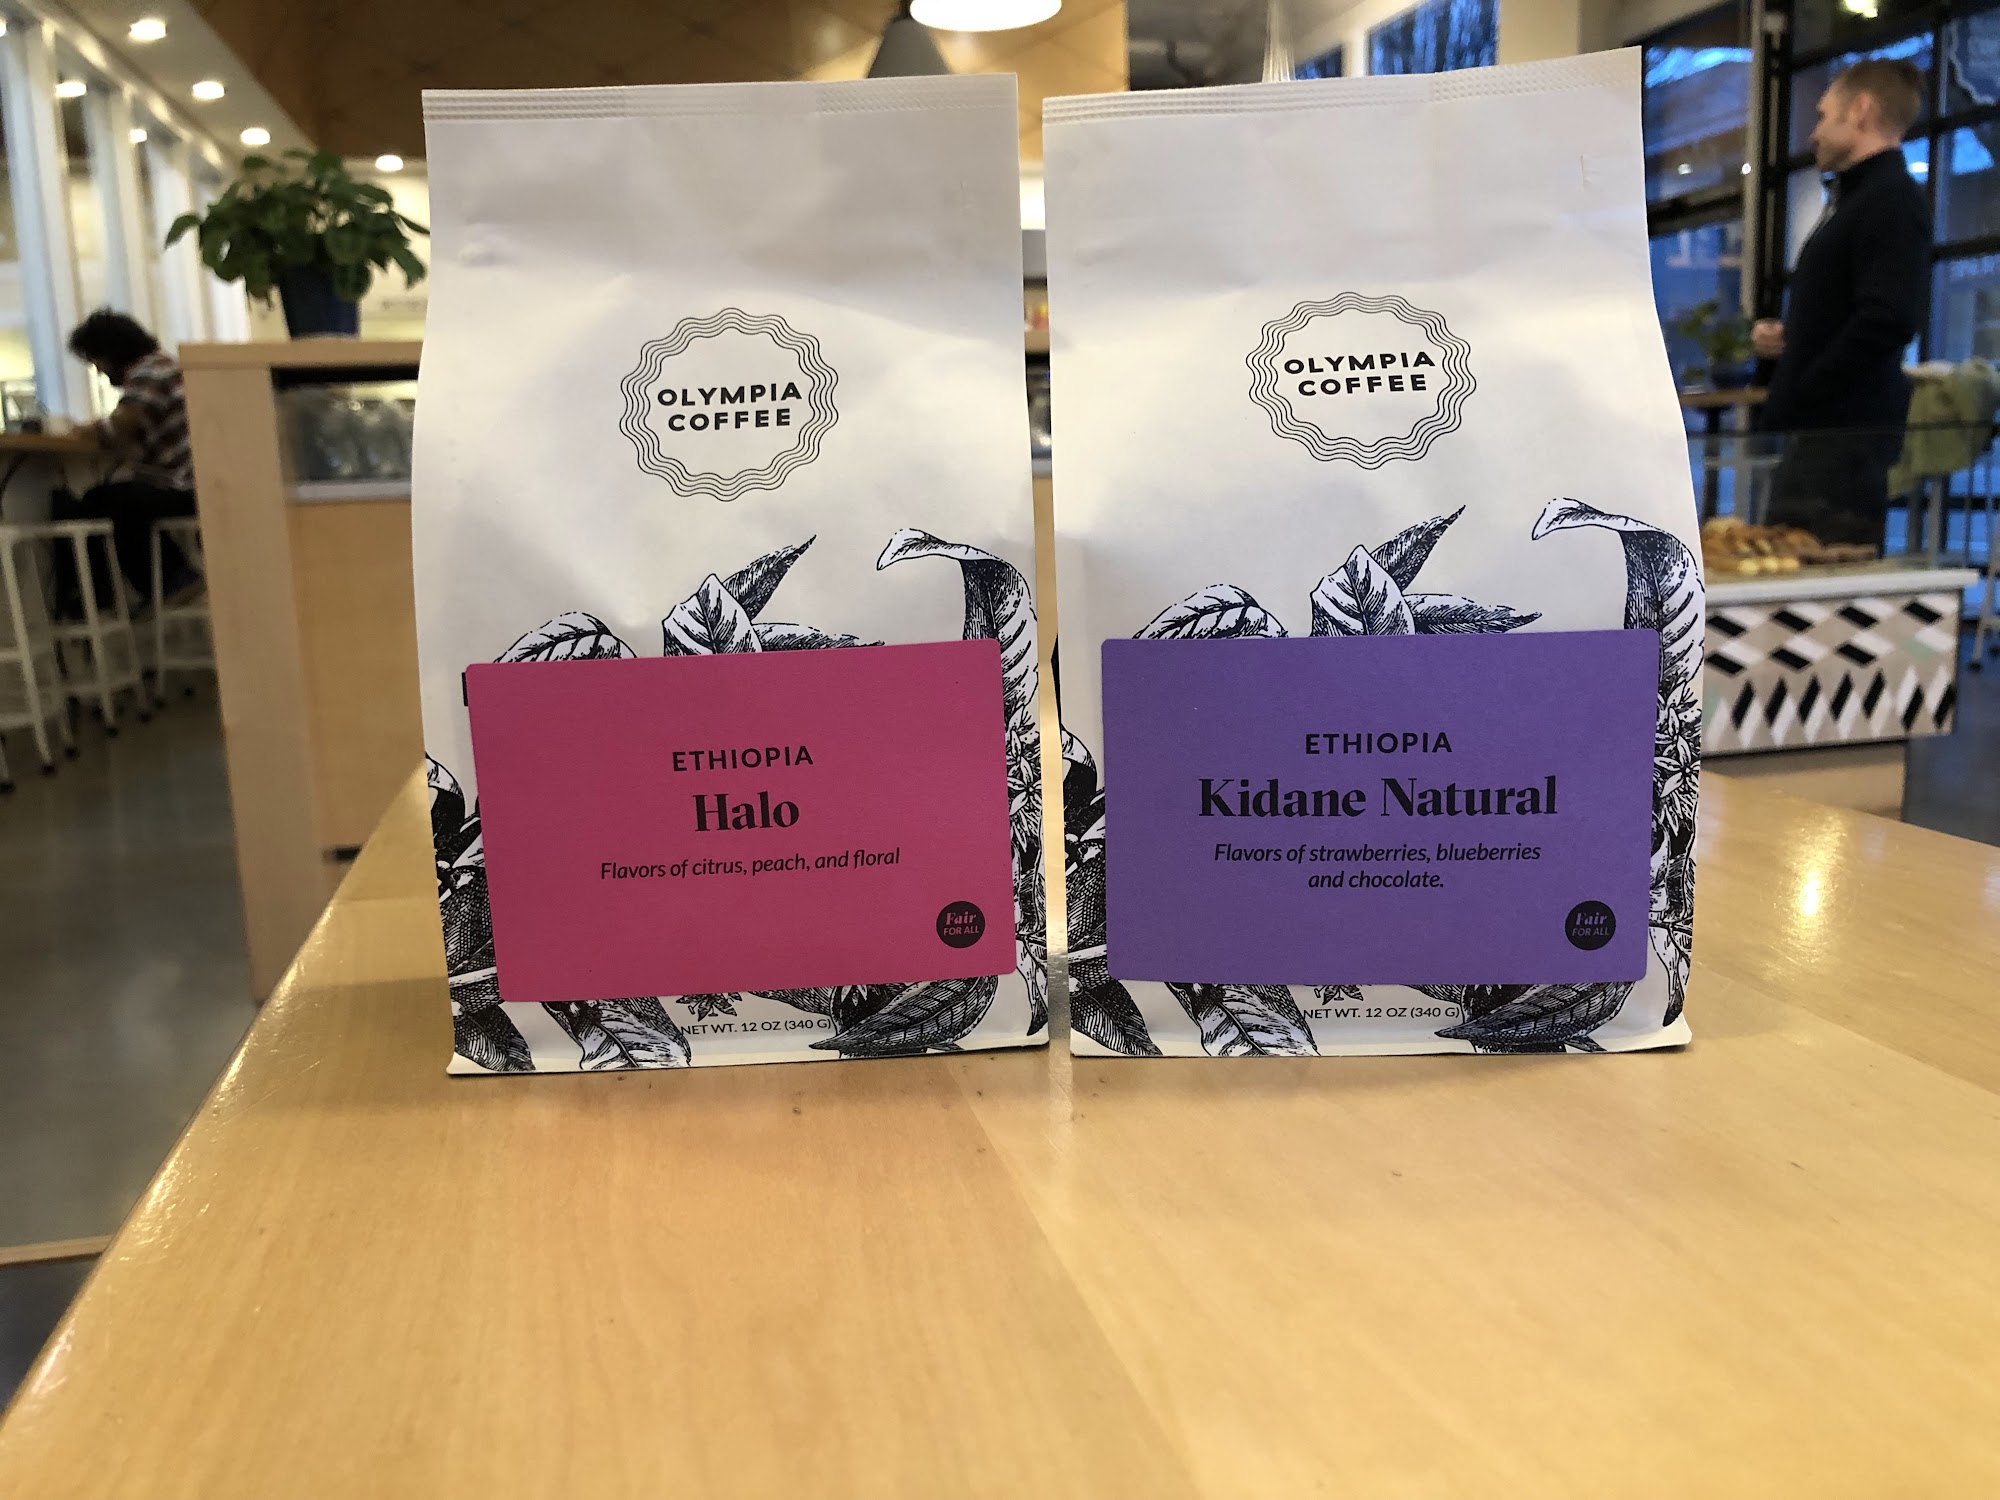 OLYMPIA
COFFEE
ETHIOPIA
Halo
Flavors of citrus, peach, and floral
Fair
FOR ALL
NET WT. 12 OZ (340 G)
OLYMPIA
COFFEE
ETHIOPIA
Kidane Natural
Flavors of strawberries, blueberries
and chocolate.
Fair
FOR ALL
NET WT. 12 OZ (340 G)